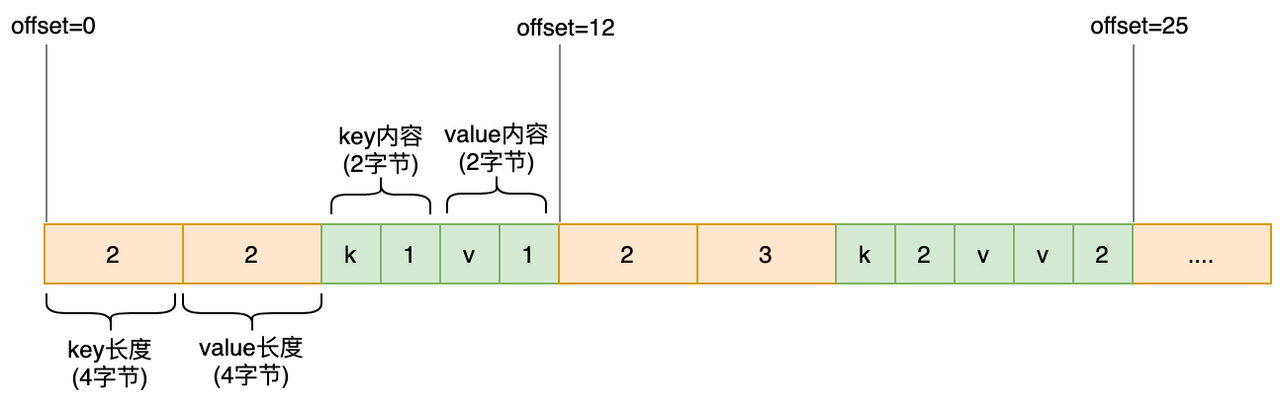 offset=0
offset=12
offset=25
key内容
(2字节)
value内容
(2字节)
2
2
k
1
v
1
2
3
k
2
v
v
2
....
key长度
(4字节)
value长度
(4字节)